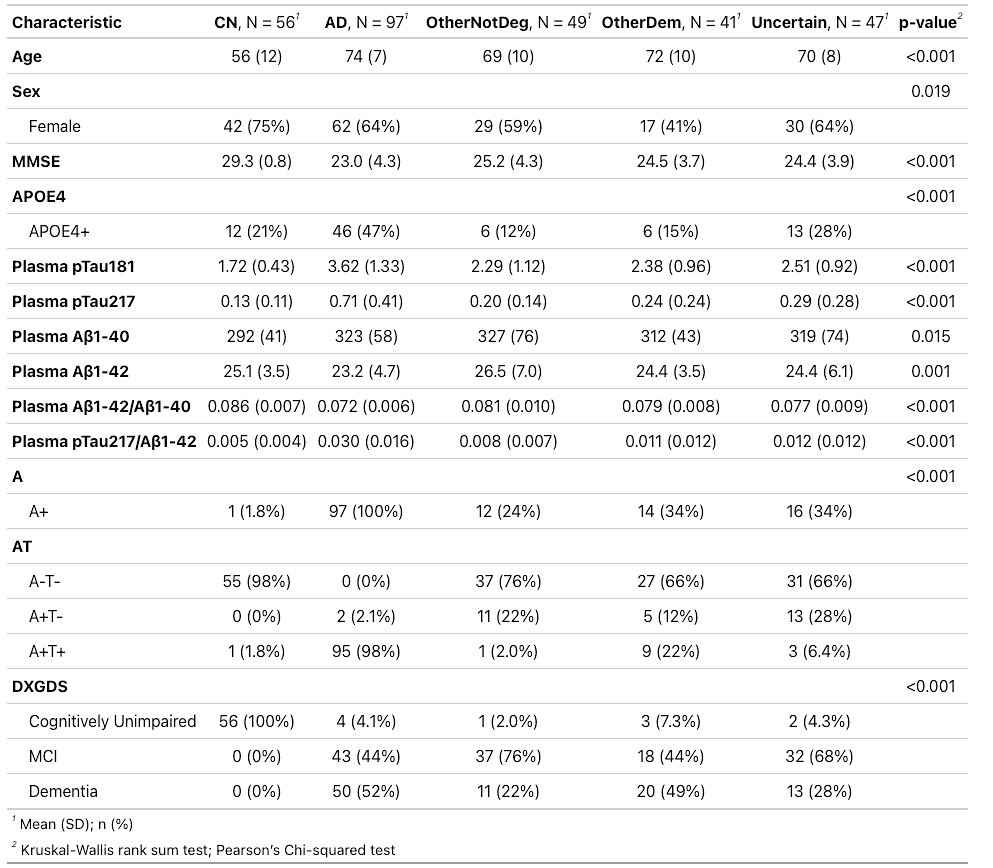 Characteristic CN, N = 56¹ AD, N = 97¹ OtherNotDeg, N = 49¹ OtherDem, N = 41¹ Uncertain, N = 47¹ p-value²
Age 56 (12) 74 (7) 69 (10) 72 (10) 70 (8) <0.001
Sex 0.019
Female 42 (75%) 62 (64%) 29 (59%) 17 (41%) 30 (64%)
MMSE 29.3 (0.8) 23.0 (4.3) 25.2 (4.3) 24.5 (3.7) 24.4 (3.9) <0.001
APOE4 <0.001
APOE4+ 12 (21%) 46 (47%) 6 (12%) 6 (15%) 13 (28%)
Plasma pTau181 1.72 (0.43) 3.62 (1.33) 2.29 (1.12) 2.38 (0.96) 2.51 (0.92) <0.001
Plasma pTau217 0.13 (0.11) 0.71 (0.41) 0.20 (0.14) 0.24 (0.24) 0.29 (0.28) <0.001
Plasma Aβ1-40 292 (41) 323 (58) 327 (76) 312 (43) 319 (74) 0.015
Plasma Aβ1-42 25.1 (3.5) 23.2 (4.7) 26.5 (7.0) 24.4 (3.5) 24.4 (6.1) 0.001
Plasma Aβ1-42/Aβ1-40 0.086 (0.007) 0.072 (0.006) 0.081 (0.010) 0.079 (0.008) 0.077 (0.009) <0.001
Plasma pTau217/Aβ1-42 0.005 (0.004) 0.030 (0.016) 0.008 (0.007) 0.011 (0.012) 0.012 (0.012) <0.001
A <0.001
A+ 1 (1.8%) 97 (100%) 12 (24%) 14 (34%) 16 (34%)
AT
A-T- 55 (98%) 0 (0%) 37 (76%) 27 (66%) 31 (66%)
A+T- 0 (0%) 2 (2.1%) 11 (22%) 5 (12%) 13 (28%)
A+T+ 1 (1.8%) 95 (98%) 1 (2.0%) 9 (22%) 3 (6.4%)
DXGDS <0.001
Cognitively Unimpaired 56 (100%) 4 (4.1%) 1 (2.0%) 3 (7.3%) 2 (4.3%)
MCI 0 (0%) 43 (44%) 37 (76%) 18 (44%) 32 (68%)
Dementia 0 (0%) 50 (52%) 11 (22%) 20 (49%) 13 (28%)
¹ Mean (SD); n (%)
² Kruskal-Wallis rank sum test; Pearson's Chi-squared test